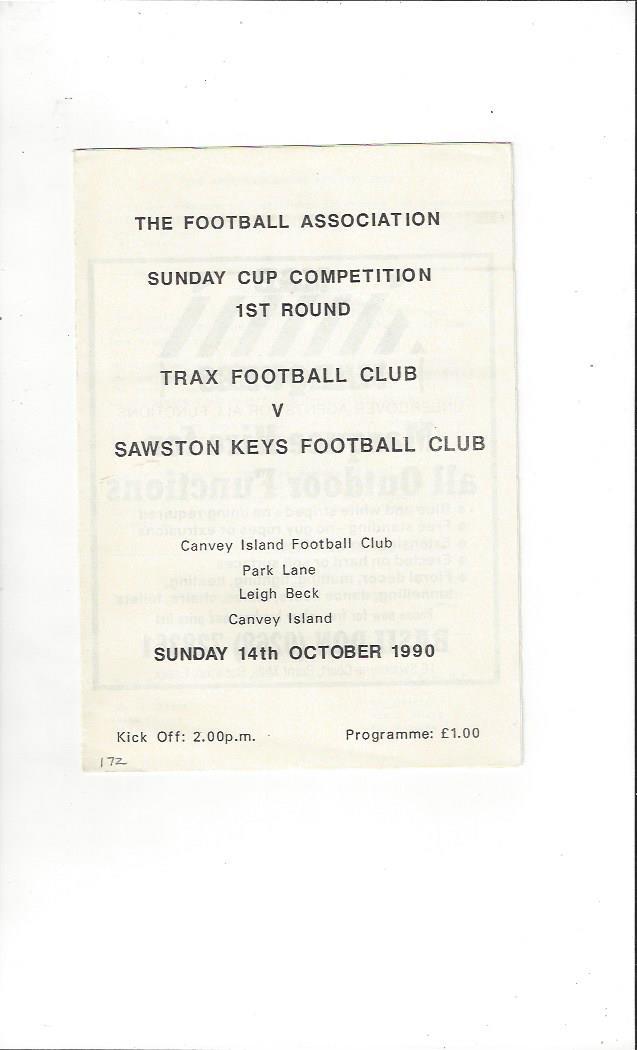 THE FOOTBALL ASSOCIATION
SUNDAY CUP COMPETITION
1ST ROUND
TRAX FOOTBALL CLUB
V
SAWSTON KEYS FOOTBALL CLUB
Canvey Island Football Club
Park Lane
Leigh Beck
Canvey Island
SUNDAY 14th OCTOBER 1990
Kick Off: 2.00p.m.
Programme: £1.00
172